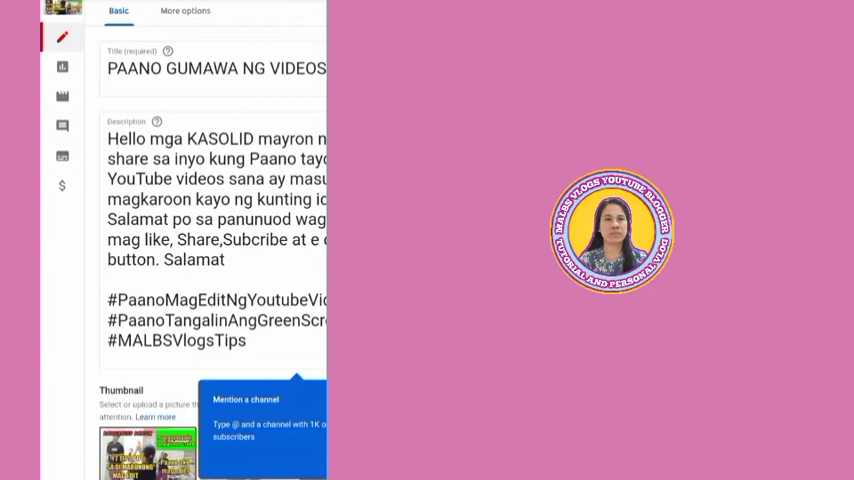 Basic More options
Title (required)
PAANO GUMAWA NG VIDEOS
Description
Hello mga KASOLID mayron n
share sa inyo kung Paano tayo
YouTube videos sana ay masu
magkaroon kayo ng kunting id
Salamat po sa panunuod wag
mag like, Share,Subcribe at e
button. Salamat
#PaanoMagEditNgYoutubeVid
#PaanoTangalinAngGreenScre
#MALBSVlogsTips
Thumbnail
Select or upload a picture th
attention. Learn more
Mention a channel
Type @ and a channel with 1K o
subscribers
MALBS VLOGS YOUTUBE BLOGGER
TUTORIAL AND PERSONAL VLOG